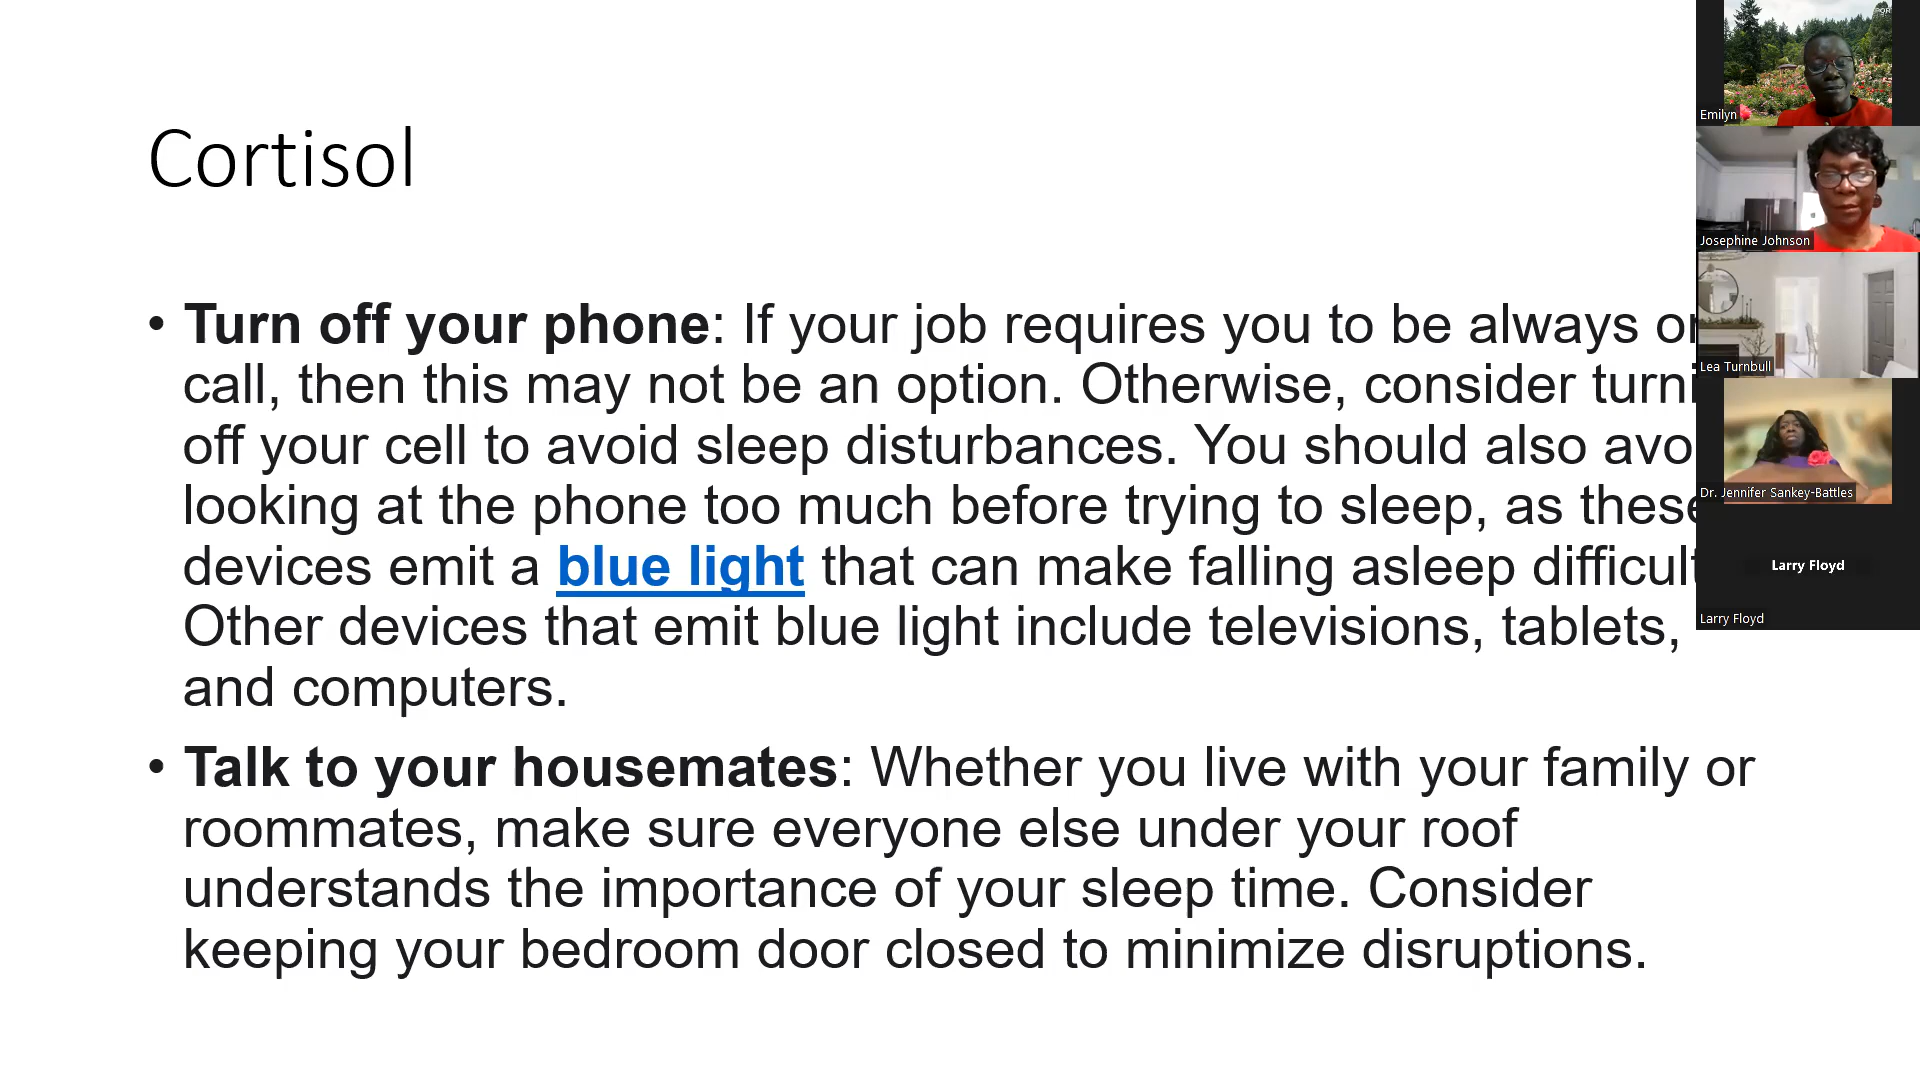 Cortisol
• Turn off your phone: If your job requires you to be always on
call, then this may not be an option. Otherwise, consider turni
off your cell to avoid sleep disturbances. You should also avo
looking at the phone too much before trying to sleep, as these
devices emit a blue light that can make falling asleep difficult
Other devices that emit blue light include televisions, tablets,
and computers.
• Talk to your housemates: Whether you live with your family or
roommates, make sure everyone else under your roof
understands the importance of your sleep time. Consider
keeping your bedroom door closed to minimize disruptions.
Emilyn
Josephine Johnson
Lea Turnbull
Dr. Jennifer Sankey-Battles
Larry Floyd
Larry Floyd